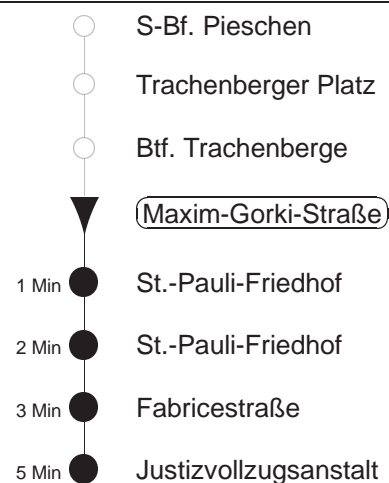 S-Bf. Pieschen
Trachenberger Platz
Btf. Trachenberge
Maxim-Gorki-Straße
1 Min St.-Pauli-Friedhof
2 Min St.-Pauli-Friedhof
3 Min Fabricestraße
5 Min Justizvollzugsanstalt